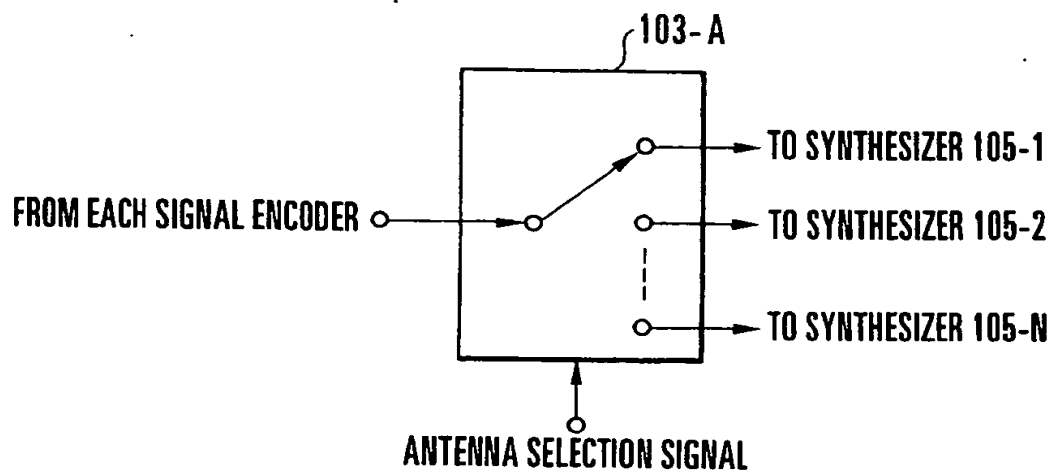 103-A
TO SYNTHESIZER 105-1
FROM EACH SIGNAL ENCODER
TO SYNTHESIZER 105-2
TO SYNTHESIZER 105-N
ANTENNA SELECTION SIGNAL